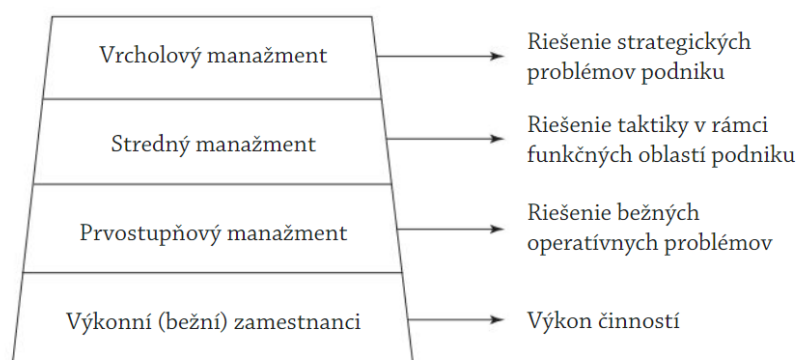 Vrcholový manažment
Riešenie strategických
problémov podniku
Stredný manažment
Riešenie taktiky v rámci
funkčných oblastí podniku
Prvostupňový manažment
Riešenie bežných
operatívnych problémov
Výkonní (bežní) zamestnanci
Výkon činností